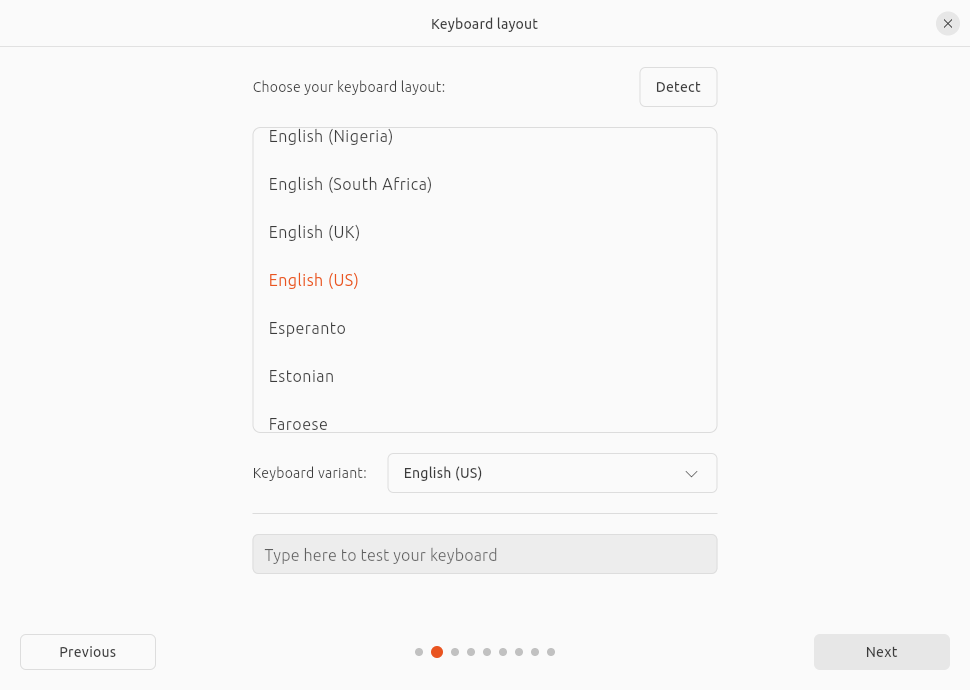 Keyboard layout
Choose your keyboard layout:
Detect
English (Nigeria)
English (South Africa)
English (UK)
English (US)
Esperanto
Estonian
Faroese
Keyboard variant:
English (US)
Type here to test your keyboard
Previous
Next